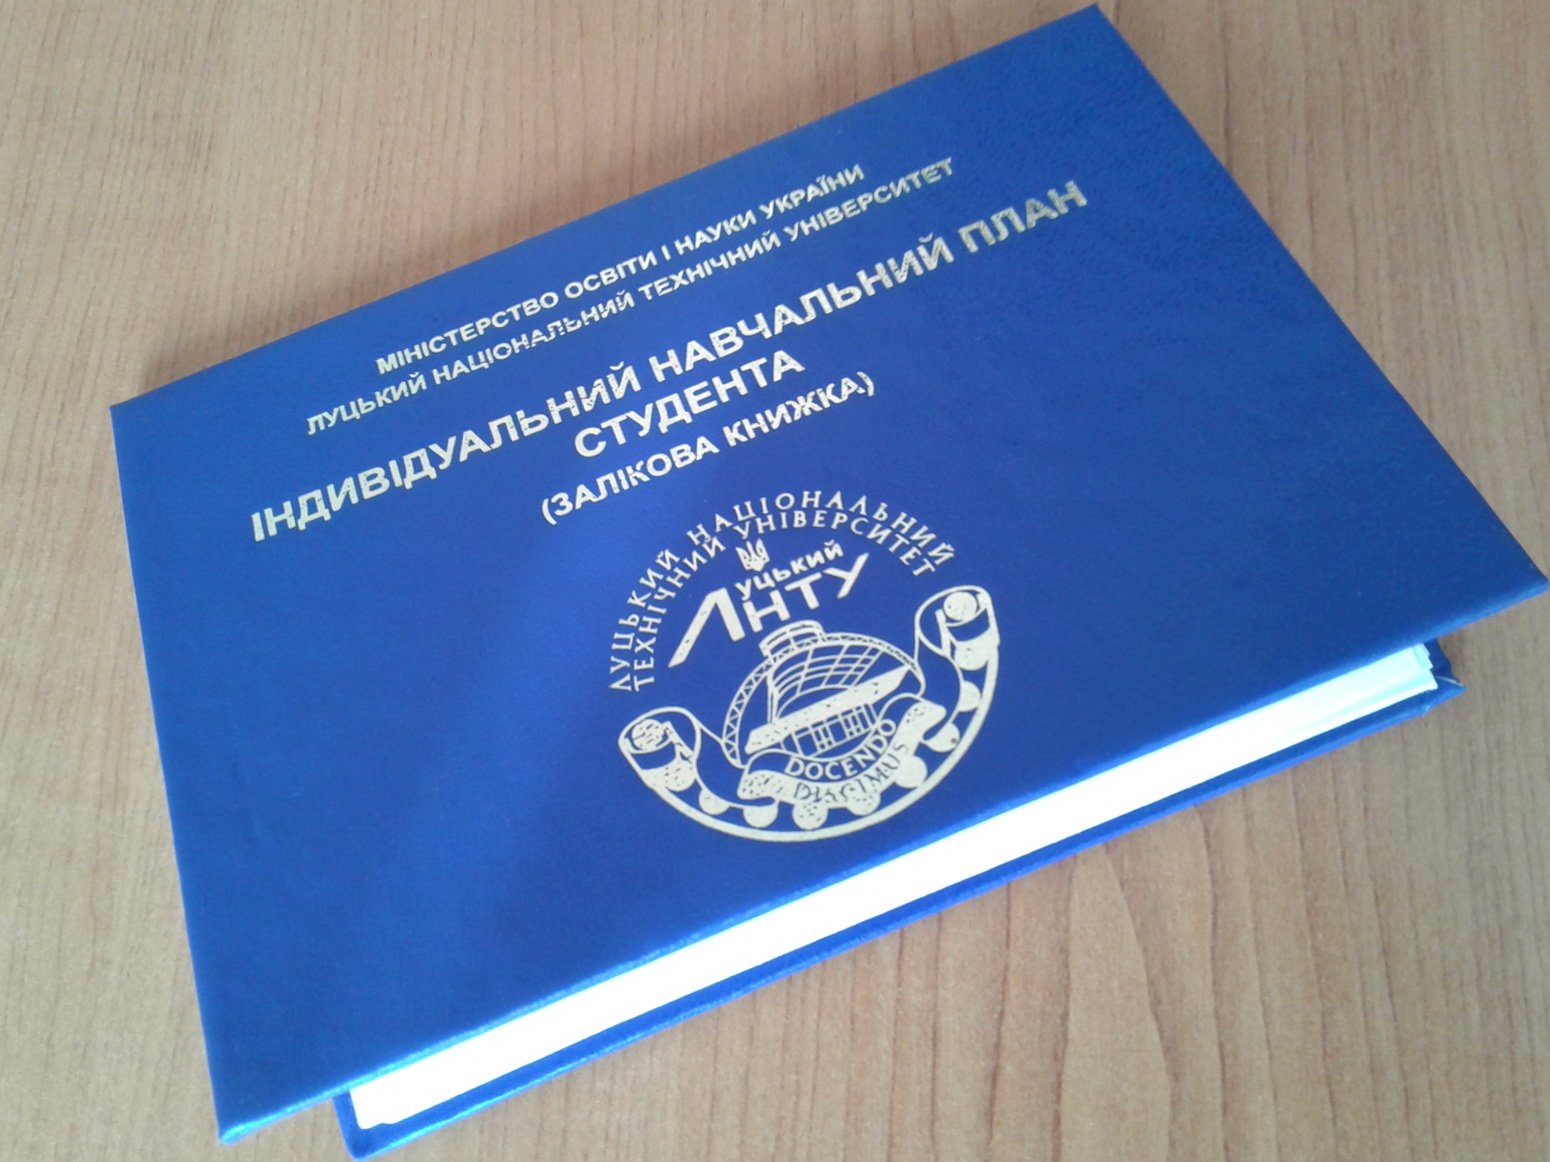 МІНІСТЕРСТВО ОСВІТИ І НАУКИ УКРАЇНИ
ЛУЦЬКИЙ НАЦІОНАЛЬНИЙ ТЕХНІЧНИЙ УНІВЕРСИТЕТ
ІНДИВІДУАЛЬНИЙ НАВЧАЛЬНИЙ ПЛАН
СТУДЕНТА
(ЗАЛІКОВА КНИЖКА)
ЛУЦЬКИЙ НАЦІОНАЛЬНИЙ
ТЕХНІЧНИЙ УНІВЕРСИТЕТ
Луцький
НТУ
DOCENDO
DISCIMUS